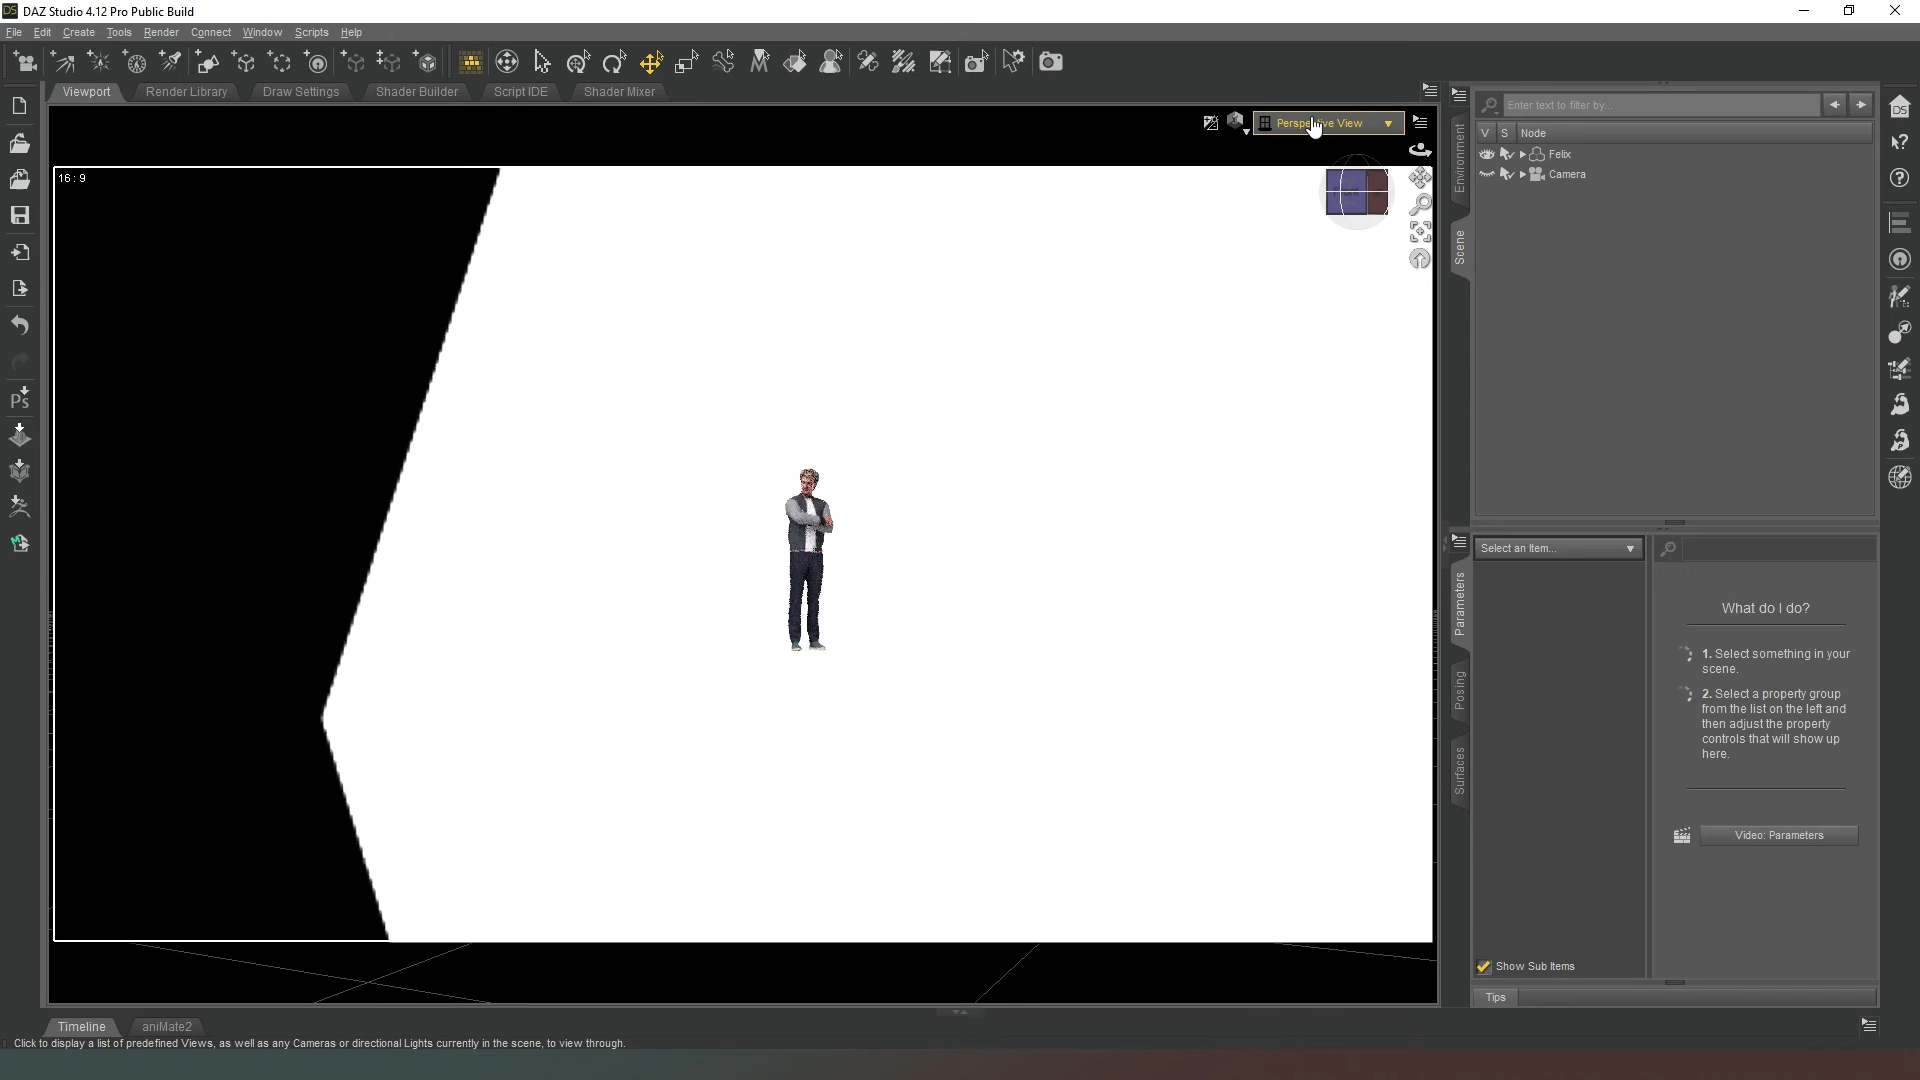 DAZ Studio 4.12 Pro Public Build
File Edit Create Tools Render Connect Window Scripts Help
Viewport Render Library Draw Settings Shader Builder Script IDE Shader Mixer
Enter text to filter by...
Perspective View
V S Node
Felix
Camera
16 : 9
Environment
Scene
Select an Item...
Parameters
Posing
Surfaces
What do I do?
1. Select something in your
scene.
2. Select a property group
from the list on the left and
then adjust the property
controls that will show up
here.
Video: Parameters
Show Sub Items
Tips
Timeline aniMate2
Click to display a list of predefined Views, as well as any Cameras or directional Lights currently in the scene, to view through.